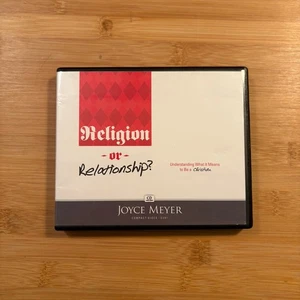 Religion
- or -
Relationship?
Understanding What it Means
to Be a Christian
JOYCE MEYER